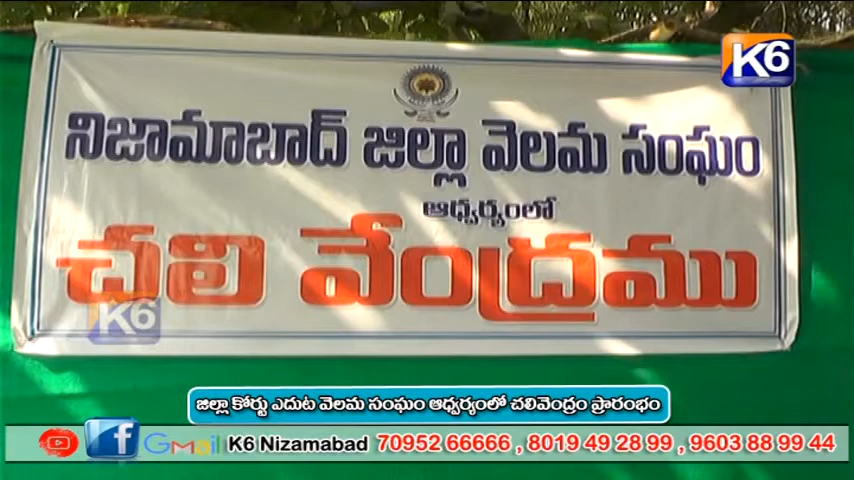 K6
నిజామాబాద్ జిల్లా వెలమ సంఘం
ఆధ్వర్యంలో
చలి వేంద్రము
K6
జిల్లా కోర్టు ఎదుట వెలమ సంఘం ఆధ్వర్యంలో చలివేంద్రం ప్రారంభం
f GMail K6 Nizamabad 70952 66666 , 8019 49 28 99 , 9603 88 99 44